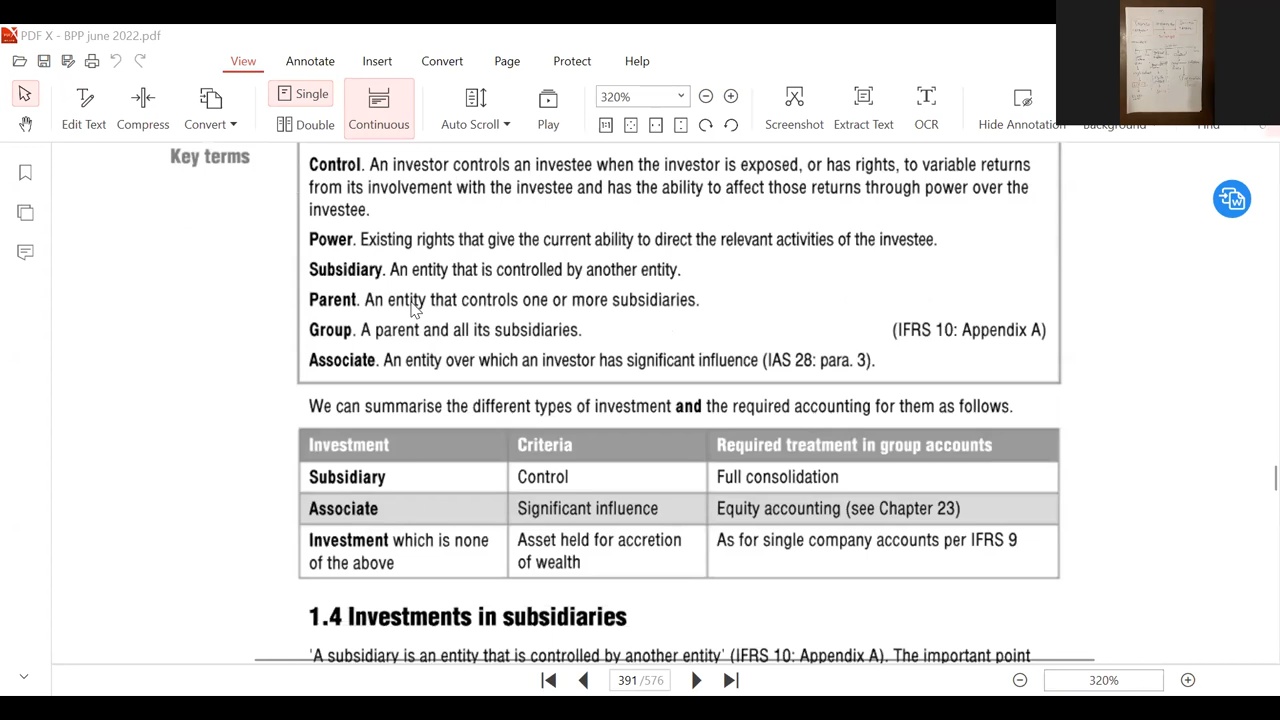 PDF X - BPP june 2022.pdf
View Annotate Insert Convert Page Protect Help
Edit Text Compress Convert Single Double Continuous Auto Scroll Play 320% Screenshot Extract Text OCR Hide Annotation
Key terms
Control. An investor controls an investee when the investor is exposed, or has rights, to variable returns
from its involvement with the investee and has the ability to affect those returns through power over the
investee.
Power. Existing rights that give the current ability to direct the relevant activities of the investee.
Subsidiary. An entity that is controlled by another entity.
Parent. An entity that controls one or more subsidiaries.
Group. A parent and all its subsidiaries. (IFRS 10: Appendix A)
Associate. An entity over which an investor has significant influence (IAS 28: para. 3).
We can summarise the different types of investment and the required accounting for them as follows.
Investment Criteria Required treatment in group accounts
Subsidiary Control Full consolidation
Associate Significant influence Equity accounting (see Chapter 23)
Investment which is none Asset held for accretion As for single company accounts per IFRS 9
of the above of wealth
1.4 Investments in subsidiaries
'A subsidiary is an entity that is controlled by another entity' (IFRS 10: Appendix A). The important point
391/576 320%